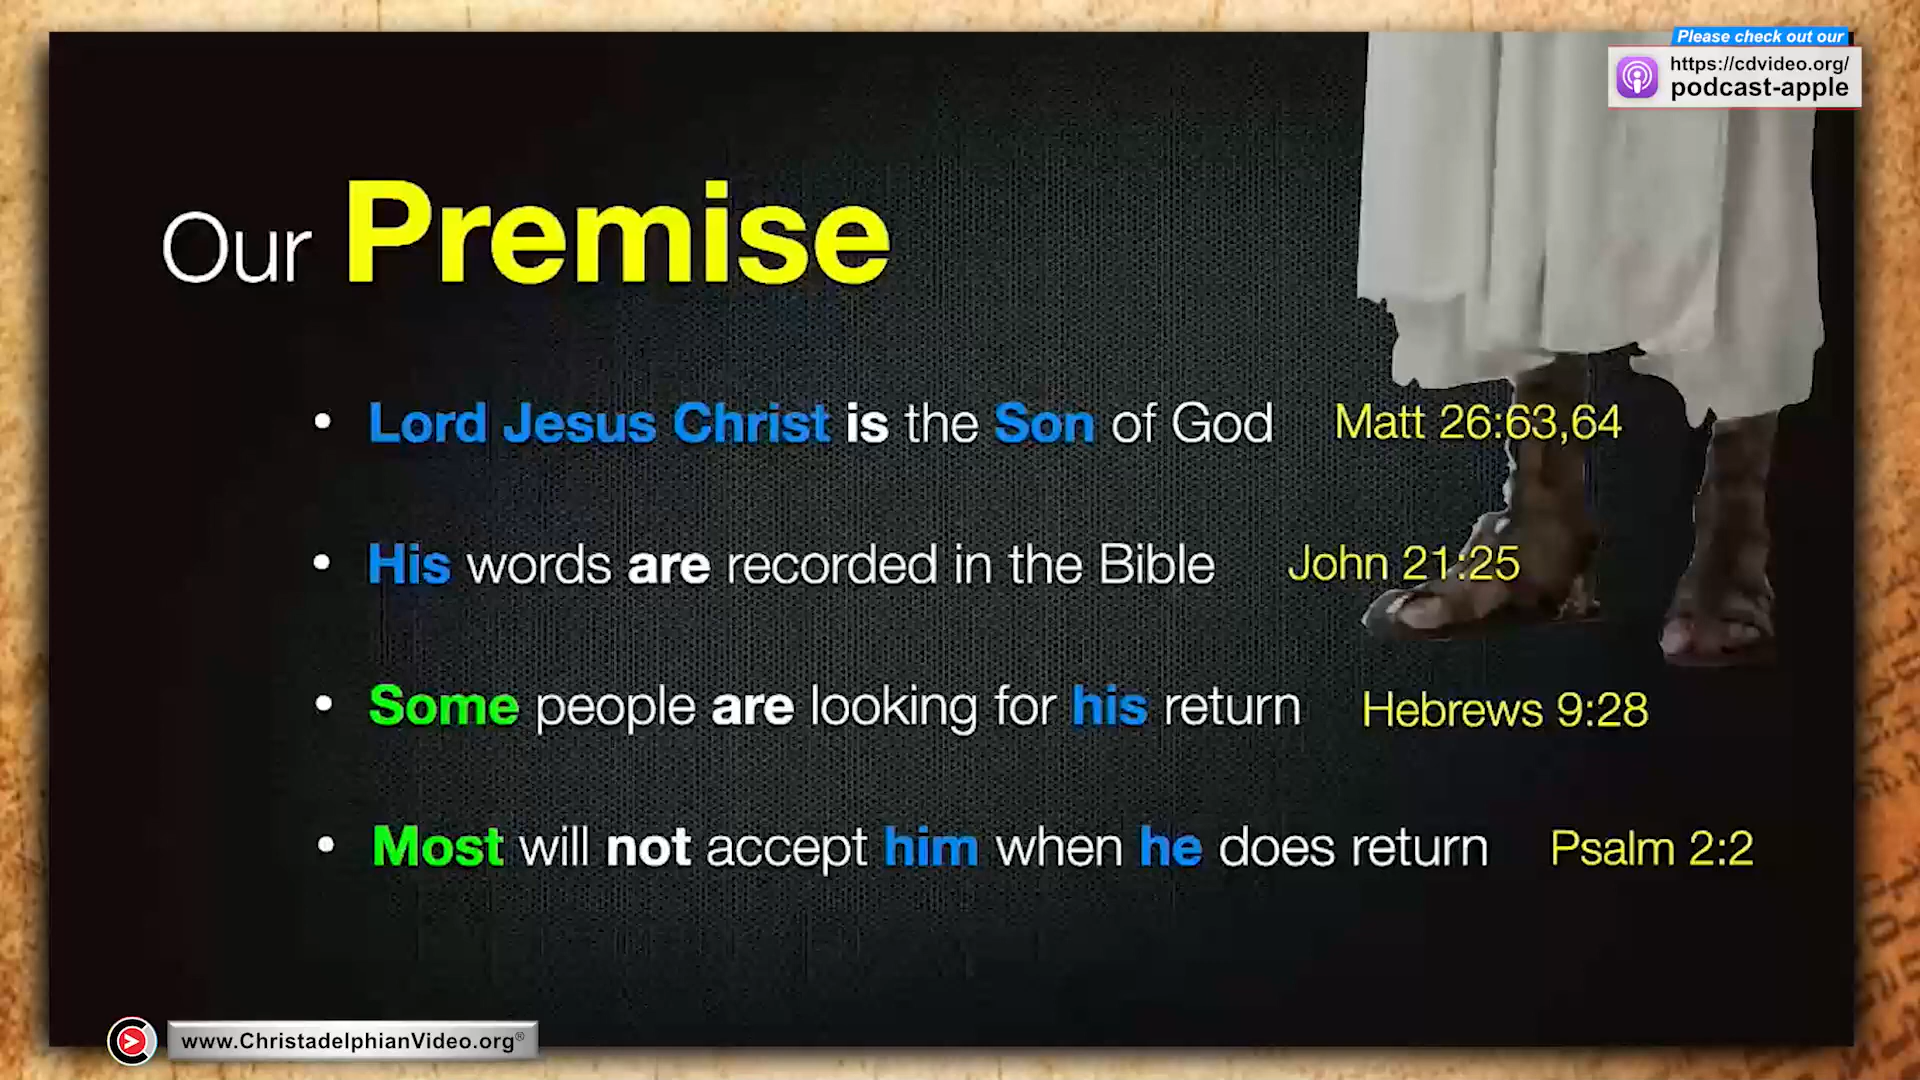 Please check out our
https://cdvideo.org/
podcast-apple
Our Premise
• Lord Jesus Christ is the Son of God Matt 26:63,64
• His words are recorded in the Bible John 21:25
• Some people are looking for his return Hebrews 9:28
• Most will not accept him when he does return Psalm 2:2
www.ChristadelphianVideo.org®